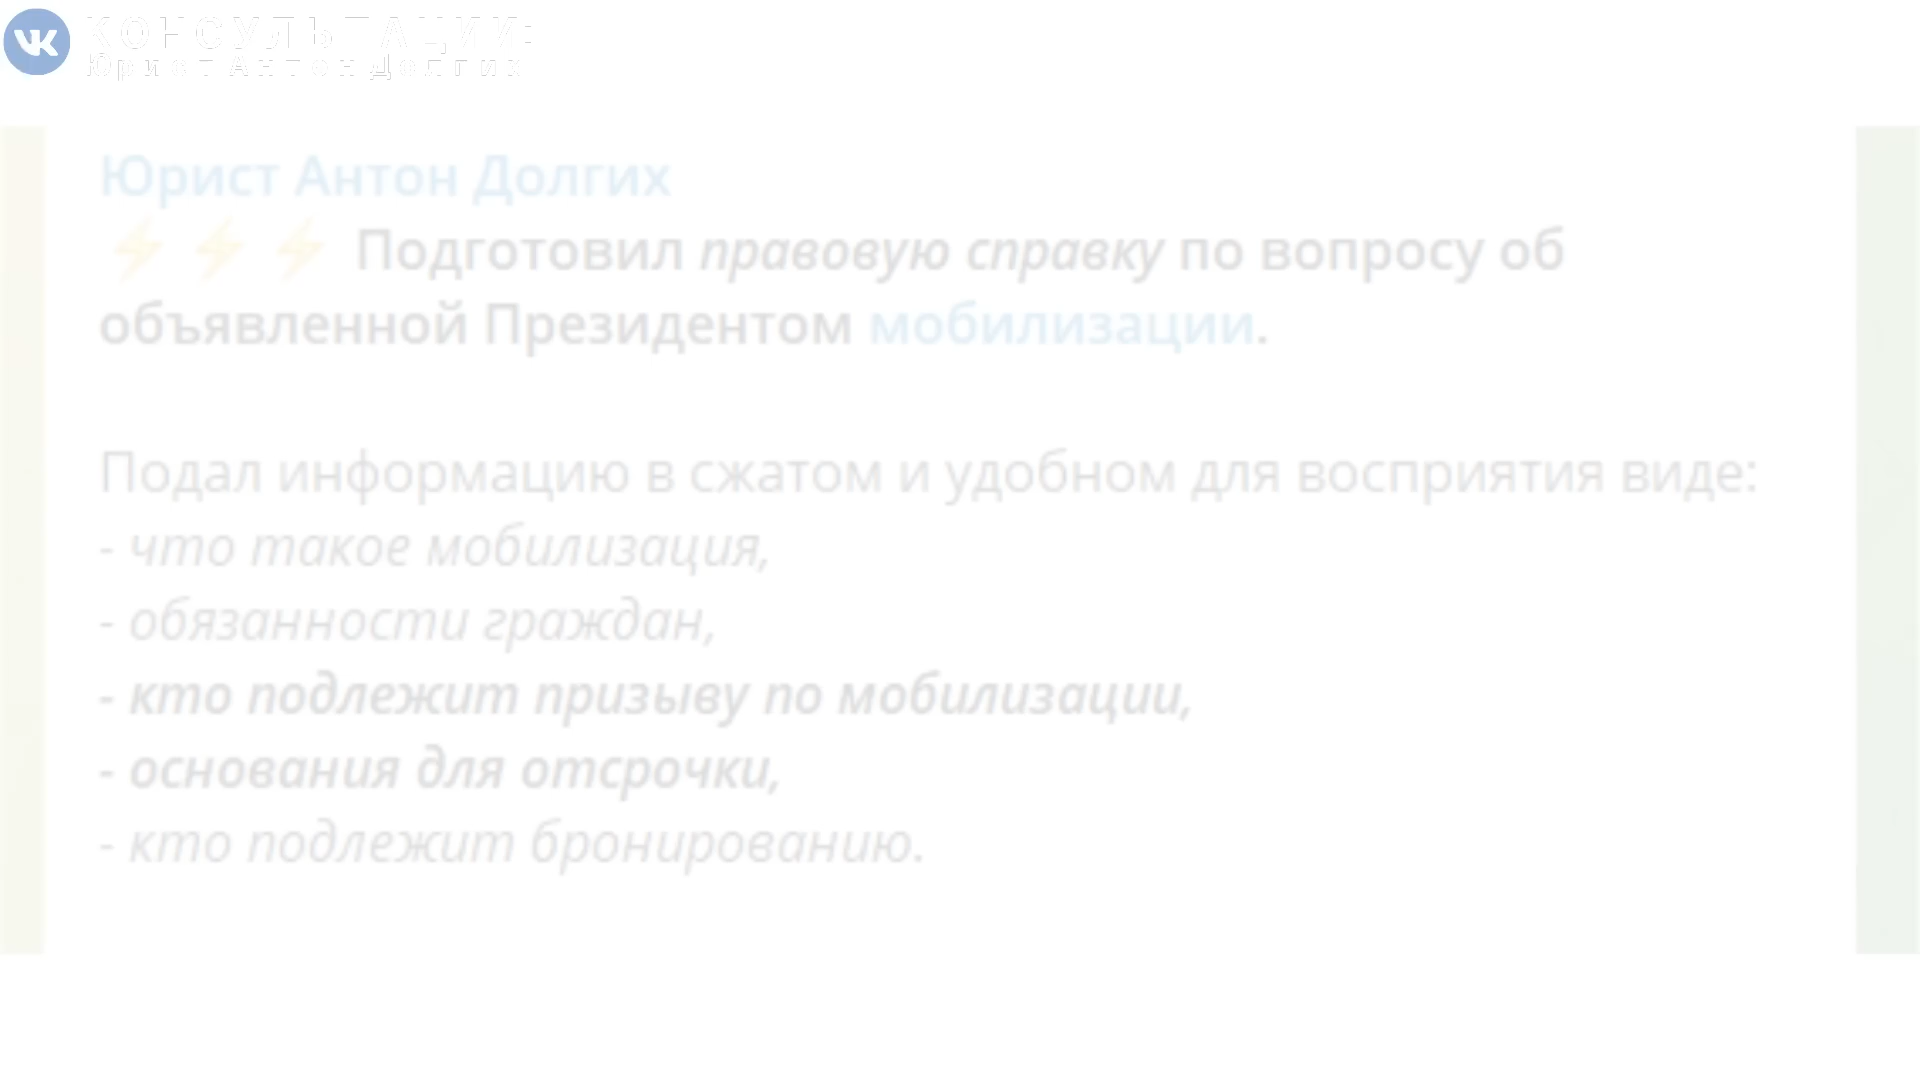 КОНСУЛЬТАЦИИ:
Юрист Антон Долгих
Юрист Антон Долгих
⚡⚡⚡ Подготовил правовую справку по вопросу об
объявленной Президентом мобилизации.
Подал информацию в сжатом и удобном для восприятия виде:
- что такое мобилизация,
- обязанности граждан,
- кто подлежит призыву по мобилизации,
- основания для отсрочки,
- кто подлежит бронированию.